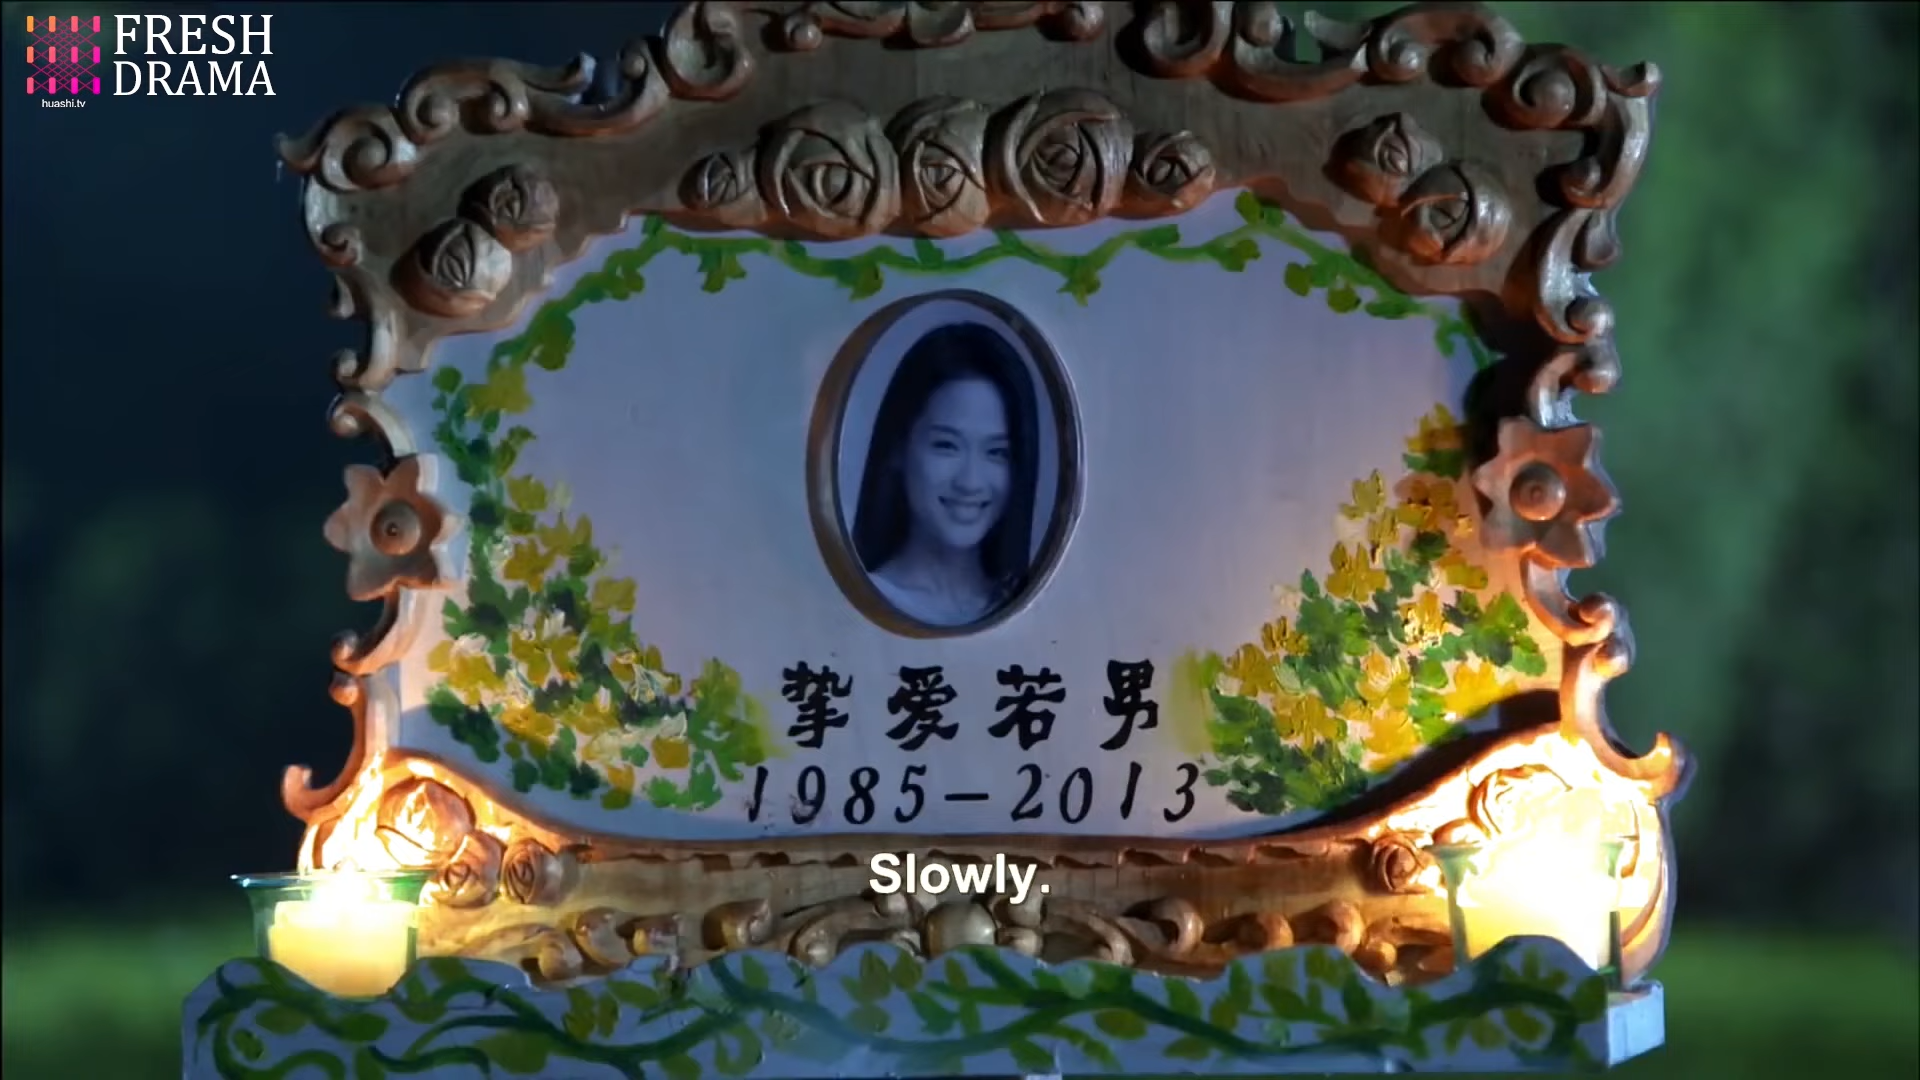 FRESH
DRAMA
huashi.tv
挚爱若男
1985-2013
Slowly.